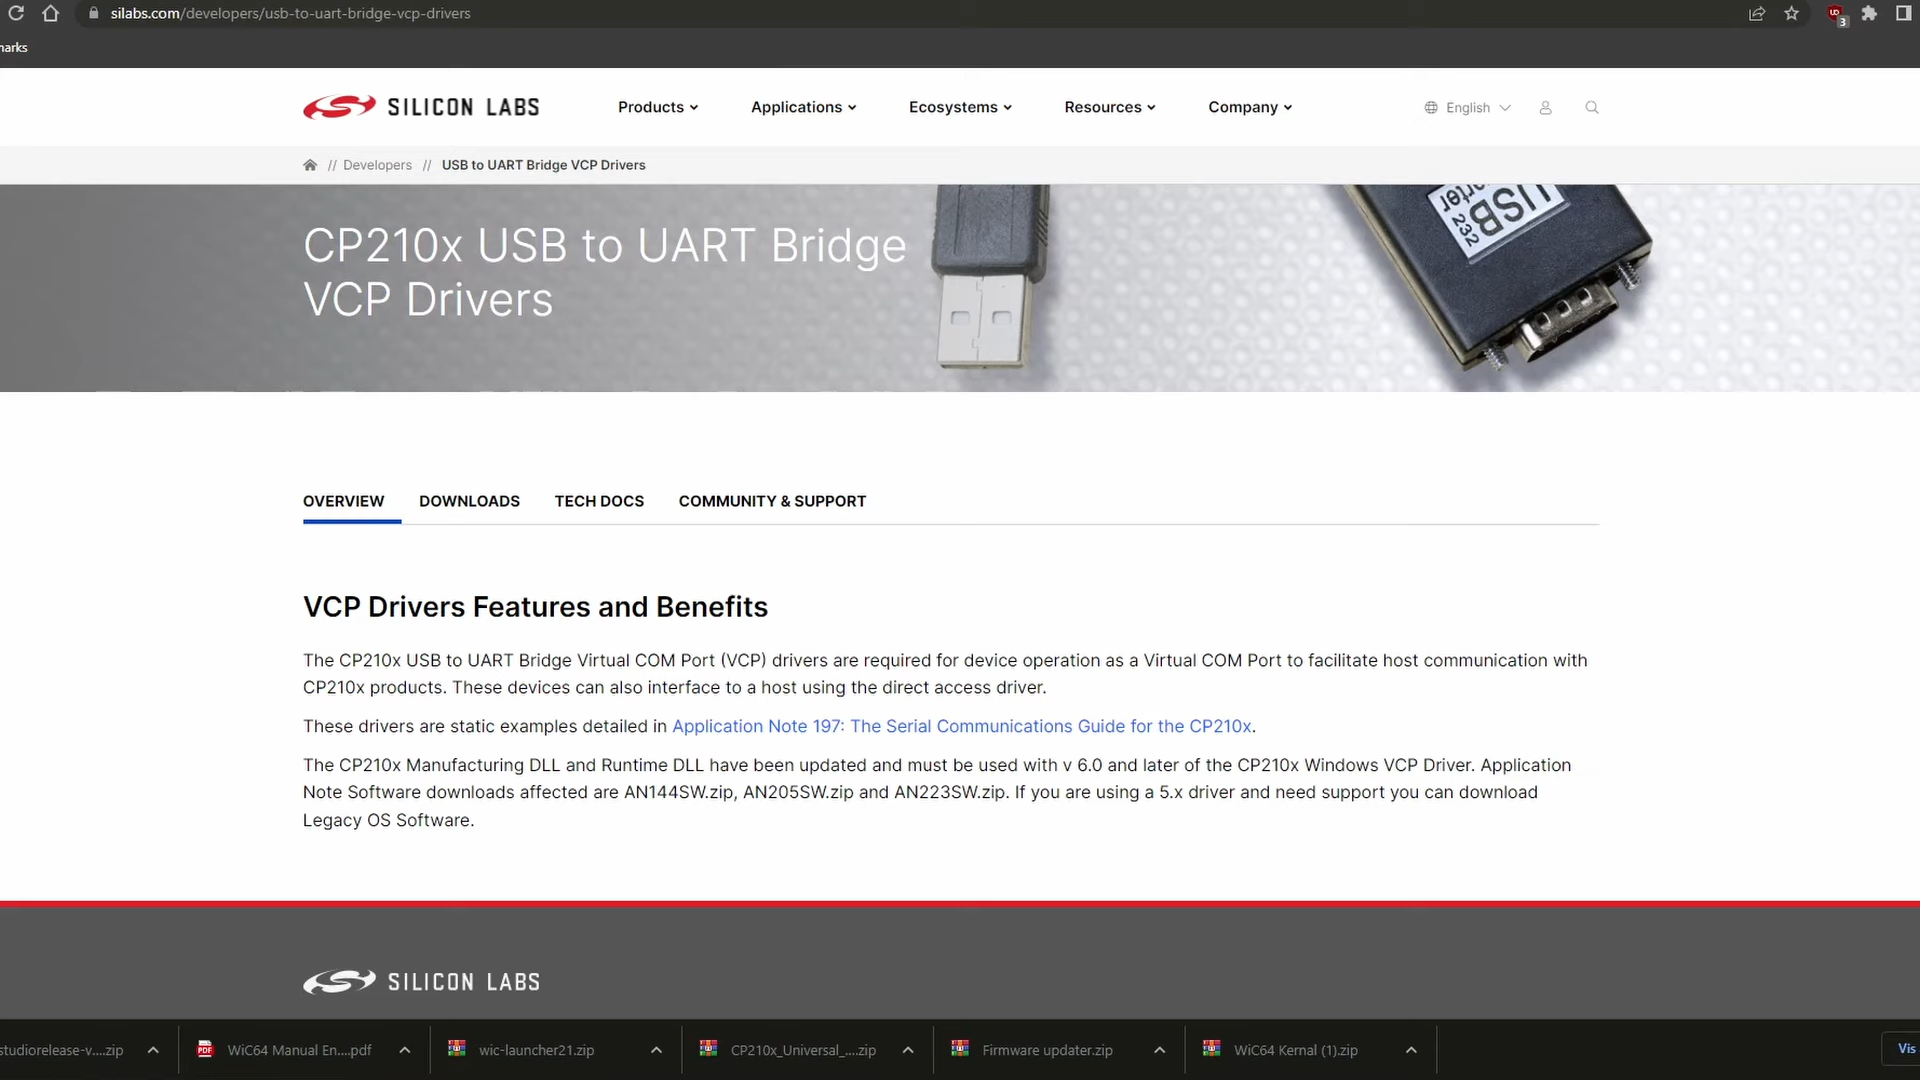 silabs.com/developers/usb-to-uart-bridge-vcp-drivers
3
marks
SILICON LABS
Products
Applications
Ecosystems
Resources
Company
English
// Developers // USB to UART Bridge VCP Drivers
CP210x USB to UART Bridge
VCP Drivers
USB
232
OVERVIEW
DOWNLOADS
TECH DOCS
COMMUNITY & SUPPORT
VCP Drivers Features and Benefits
The CP210x USB to UART Bridge Virtual COM Port (VCP) drivers are required for device operation as a Virtual COM Port to facilitate host communication with
CP210x products. These devices can also interface to a host using the direct access driver.
These drivers are static examples detailed in Application Note 197: The Serial Communications Guide for the CP210x.
The CP210x Manufacturing DLL and Runtime DLL have been updated and must be used with v 6.0 and later of the CP210x Windows VCP Driver. Application
Note Software downloads affected are AN144SW.zip, AN205SW.zip and AN223SW.zip. If you are using a 5.x driver and need support you can download
Legacy OS Software.
SILICON LABS
studiorelease-v....zip
PDF
WiC64 Manual En....pdf
wic-launcher21.zip
CP210x_Universal_....zip
Firmware updater.zip
WiC64 Kernal (1).zip
Vis